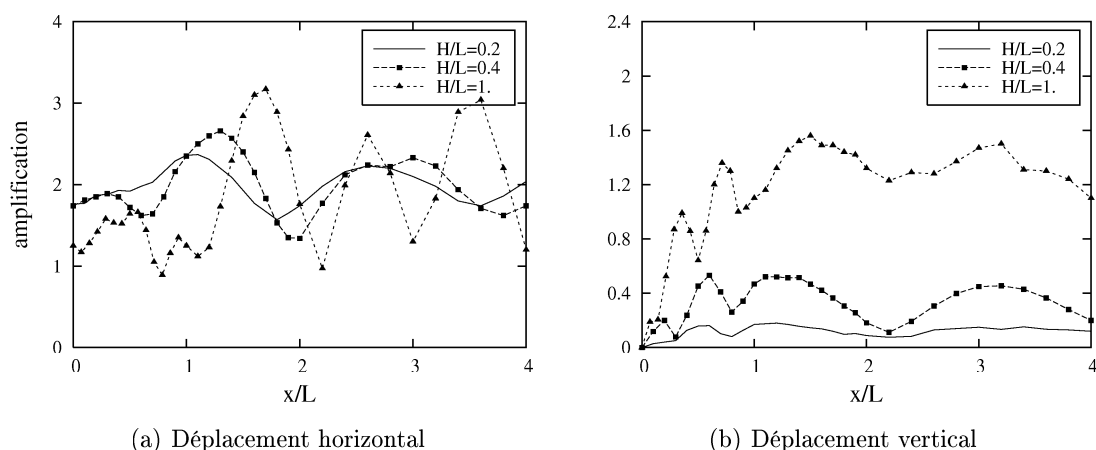 4
3
2
1
0
amplification
H/L=0.2
H/L=0.4
H/L=1.
0 1 2 3 4
x/L
(a) Déplacement horizontal
2.4
2
1.6
1.2
0.8
0.4
0
H/L=0.2
H/L=0.4
H/L=1.
0 1 2 3 4
x/L
(b) Déplacement vertical